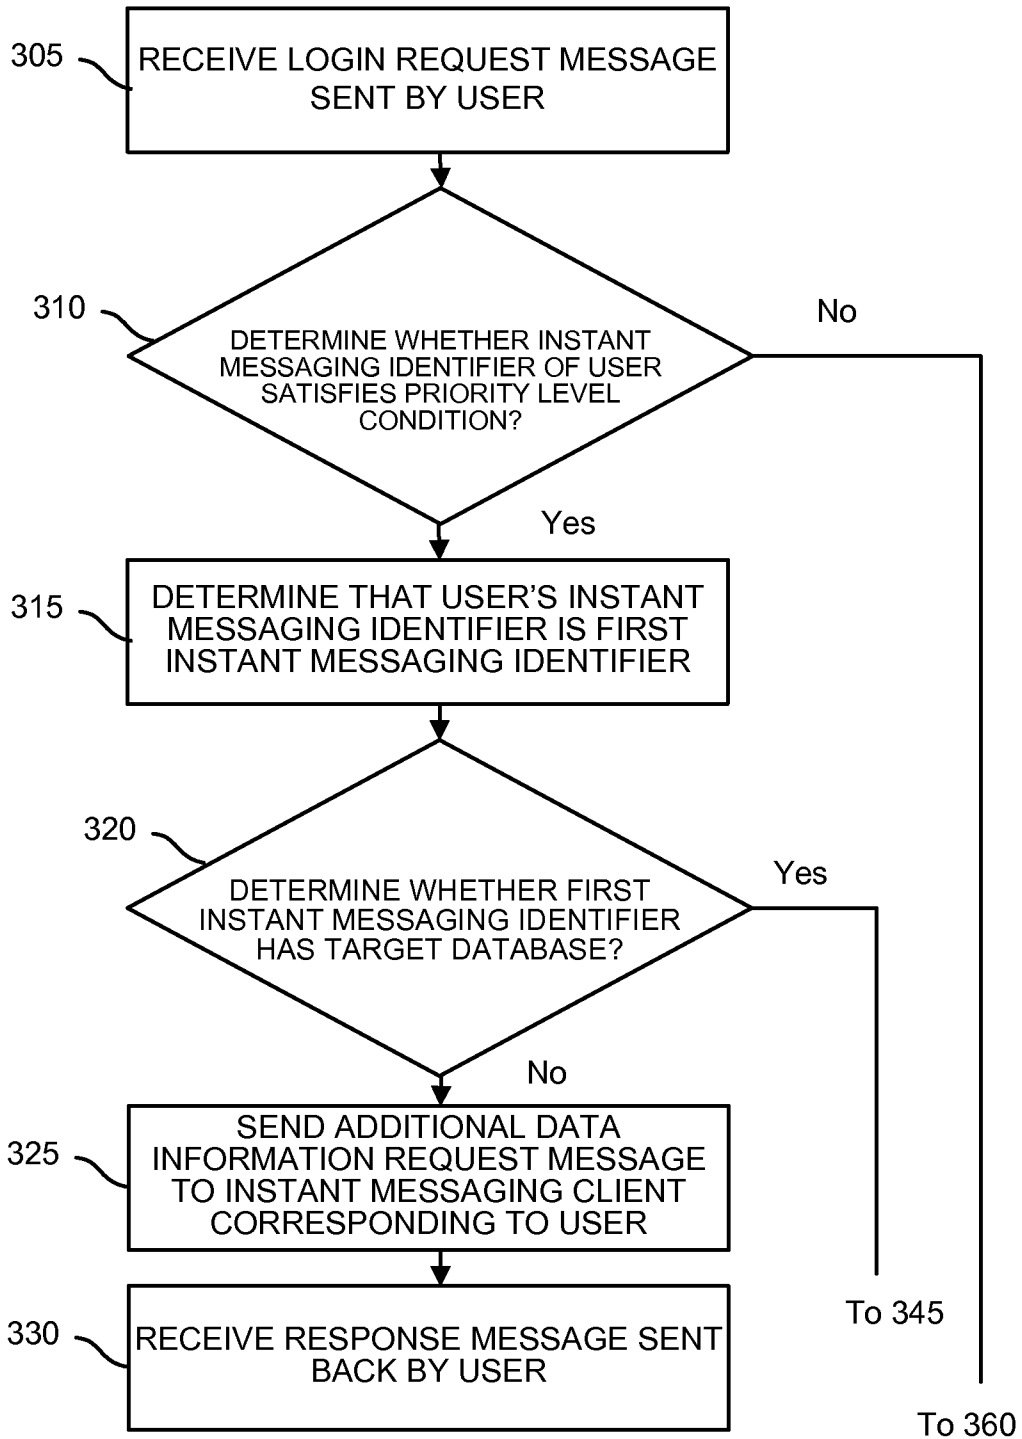 305
RECEIVE LOGIN REQUEST MESSAGE
SENT BY USER
310
No
DETERMINE WHETHER INSTANT
MESSAGING IDENTIFIER OF USER
SATISFIES PRIORITY LEVEL
CONDITION?
Yes
315
DETERMINE THAT USER’S INSTANT
MESSAGING IDENTIFIER IS FIRST
INSTANT MESSAGING IDENTIFIER
320
Yes
DETERMINE WHETHER FIRST
INSTANT MESSAGING IDENTIFIER
HAS TARGET DATABASE?
No
325
SEND ADDITIONAL DATA
INFORMATION REQUEST MESSAGE
TO INSTANT MESSAGING CLIENT
CORRESPONDING TO USER
To 345
330
RECEIVE RESPONSE MESSAGE SENT
BACK BY USER
To 360